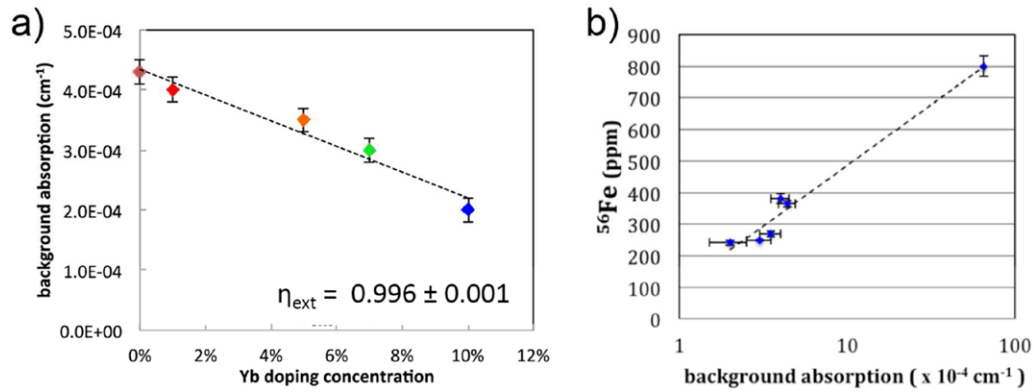 a)
background absorption (cm⁻¹)
5.0E-04
4.0E-04
3.0E-04
2.0E-04
1.0E-04
0.0E+00
η_ext = 0.996 ± 0.001
0% 2% 4% 6% 8% 10% 12%
Yb doping concentration
b)
⁵⁶Fe (ppm)
900
800
700
600
500
400
300
200
100
0
1 10 100
background absorption ( x 10⁻⁴ cm⁻¹)